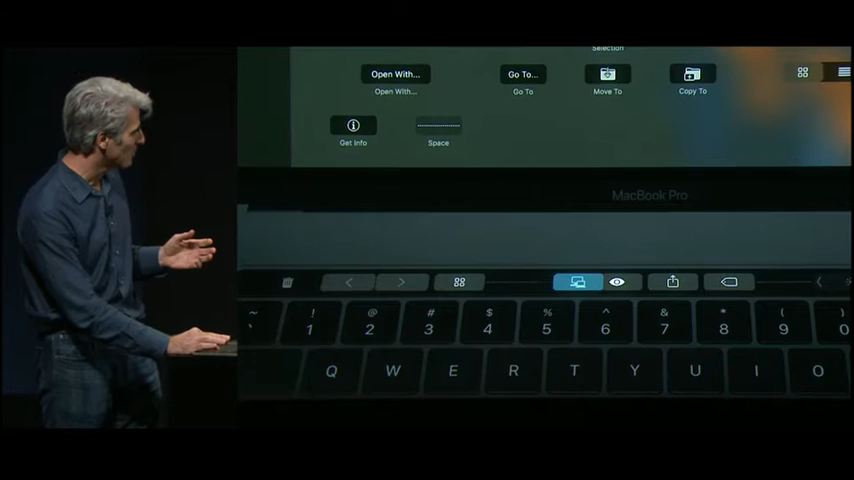 Selection
Open With... Go To...
Open With... Go To Move To Copy To
Get Info Space
MacBook Pro
~ ! @ # $ % ^ & * ( )
1 2 3 4 5 6 7 8 9 0
Q W E R T Y U I O